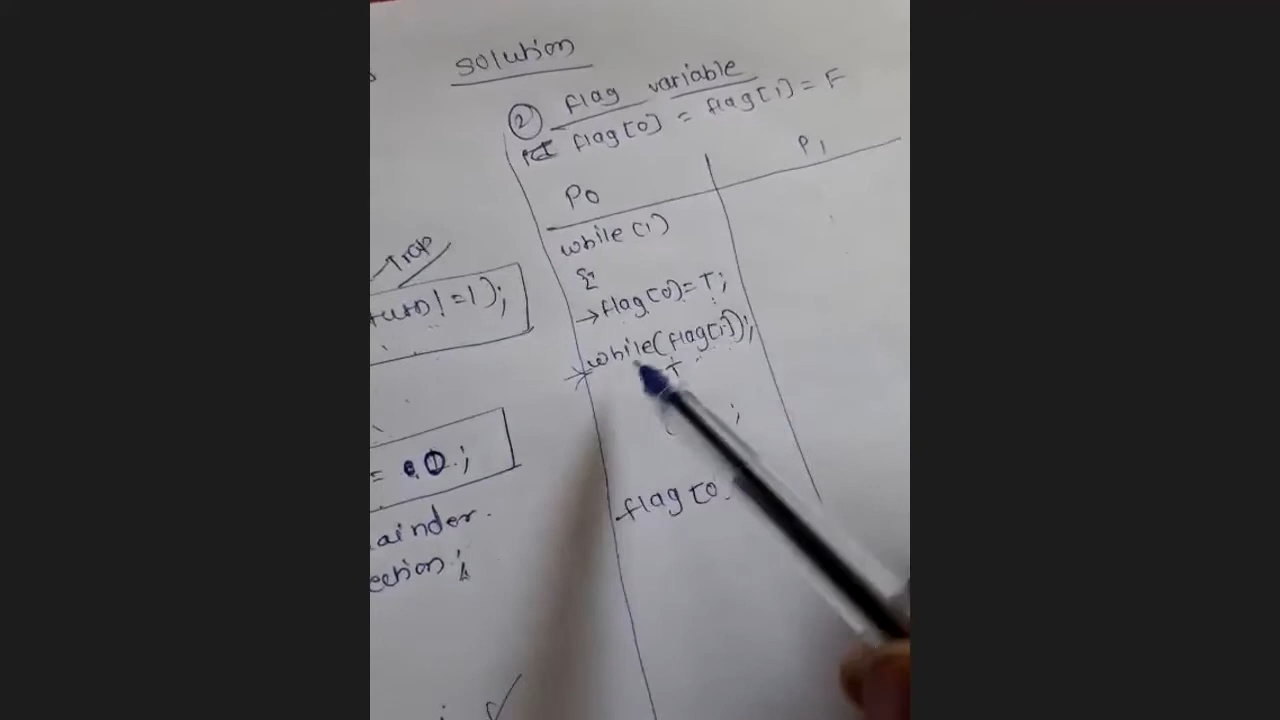 solution
② flag variable
flag[0] = flag[1] = F
P0 P1
while(1)
{
→flag[0]=T;
while(flag[1]);
T
;
flag[0
Trap
turn!=1);
= 0;
ainder.
ection;